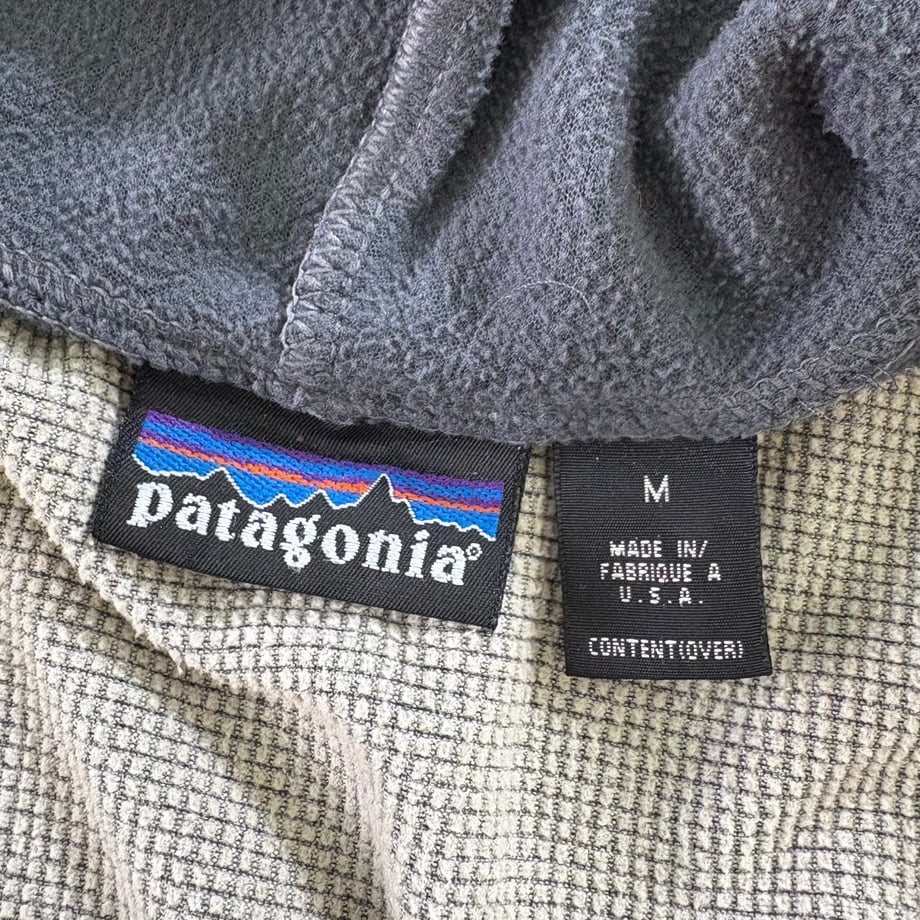 patagonia®
M
MADE IN/
FABRIQUE A
U.S.A.
CONTENT(OVER)